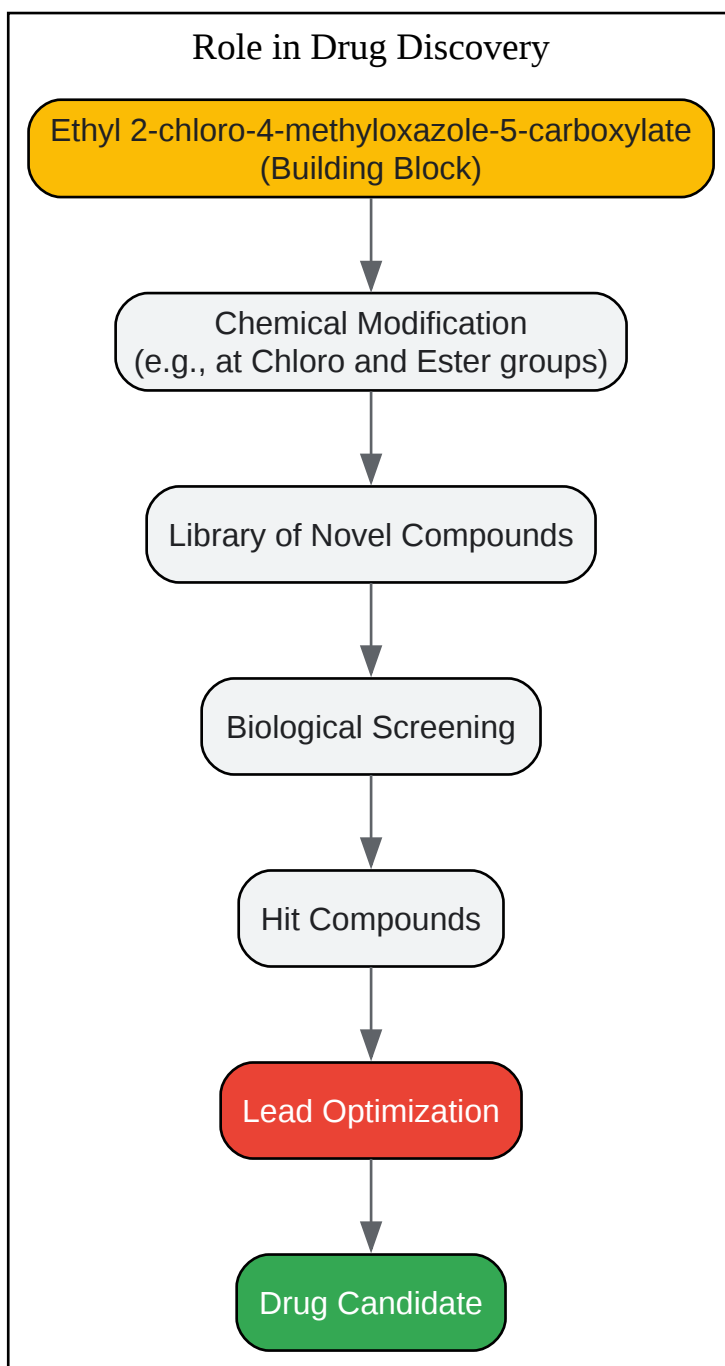 Role in Drug Discovery
Ethyl 2-chloro-4-methyloxazole-5-carboxylate
(Building Block)
Chemical Modification
(e.g., at Chloro and Ester groups)
Library of Novel Compounds
Biological Screening
Hit Compounds
Lead Optimization
Drug Candidate